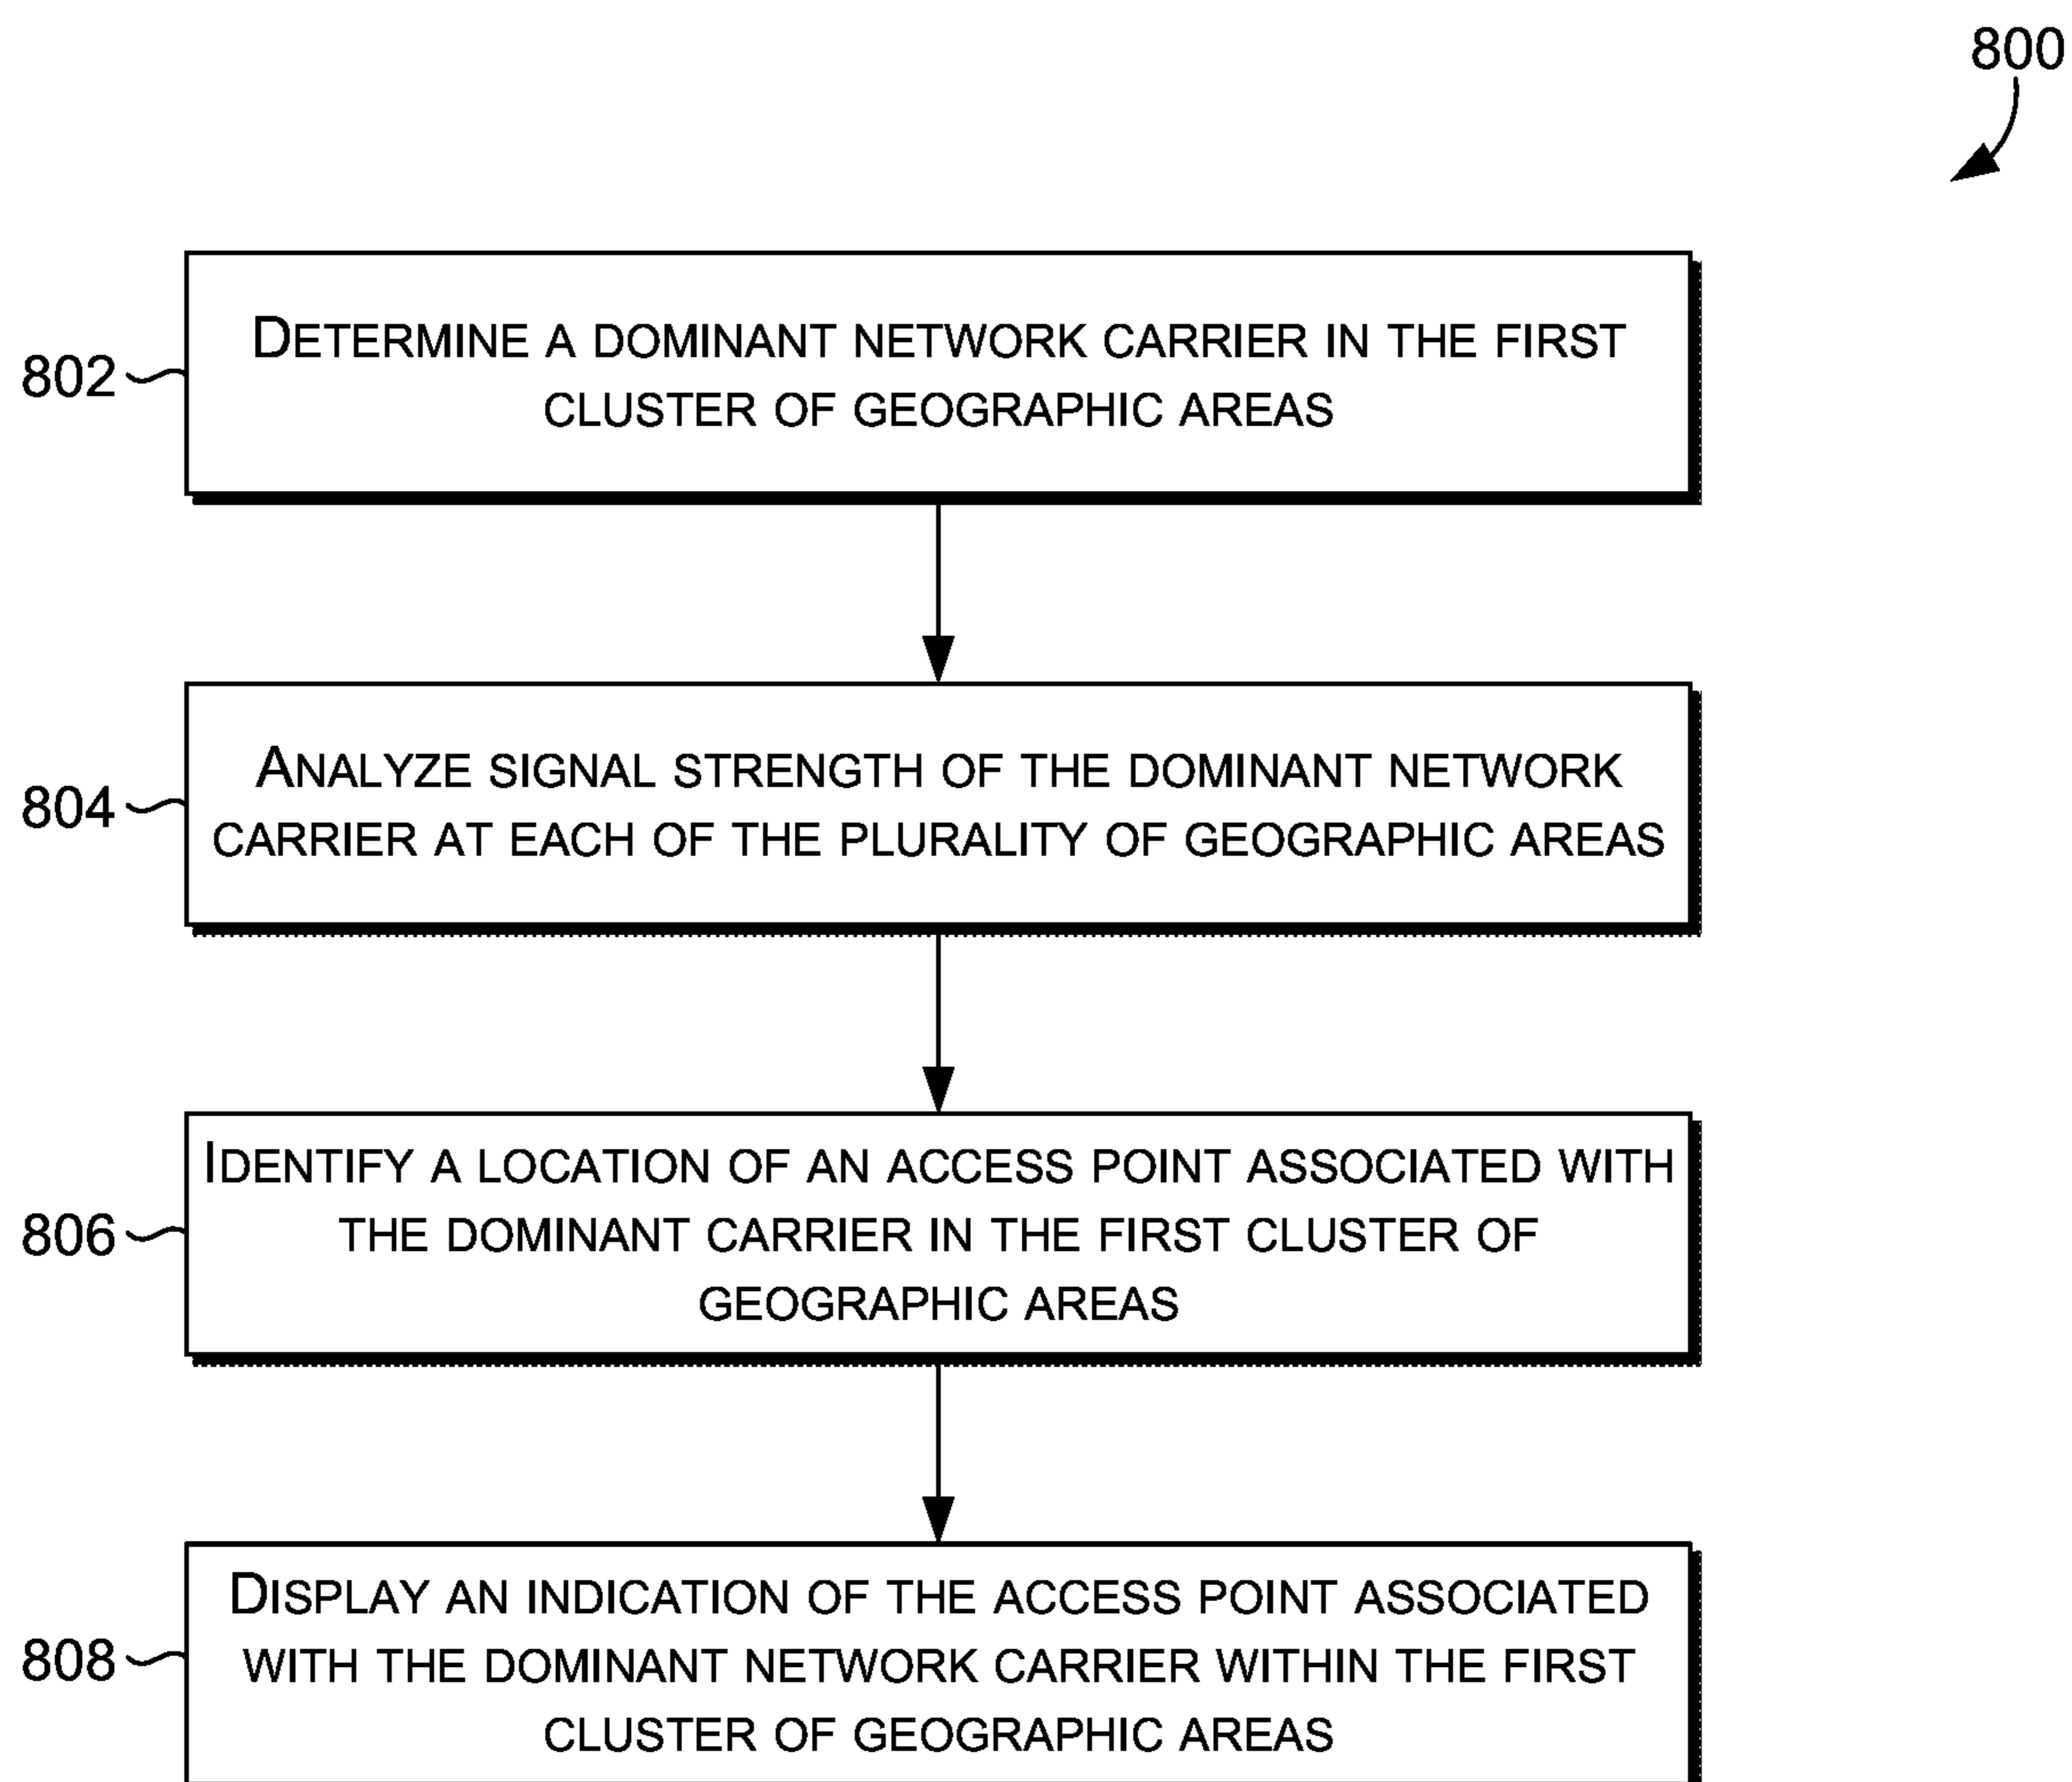 800
DETERMINE A DOMINANT NETWORK CARRIER IN THE FIRST
CLUSTER OF GEOGRAPHIC AREAS
802
ANALYZE SIGNAL STRENGTH OF THE DOMINANT NETWORK
CARRIER AT EACH OF THE PLURALITY OF GEOGRAPHIC AREAS
804
IDENTIFY A LOCATION OF AN ACCESS POINT ASSOCIATED WITH
THE DOMINANT CARRIER IN THE FIRST CLUSTER OF
GEOGRAPHIC AREAS
806
DISPLAY AN INDICATION OF THE ACCESS POINT ASSOCIATED
WITH THE DOMINANT NETWORK CARRIER WITHIN THE FIRST
CLUSTER OF GEOGRAPHIC AREAS
808